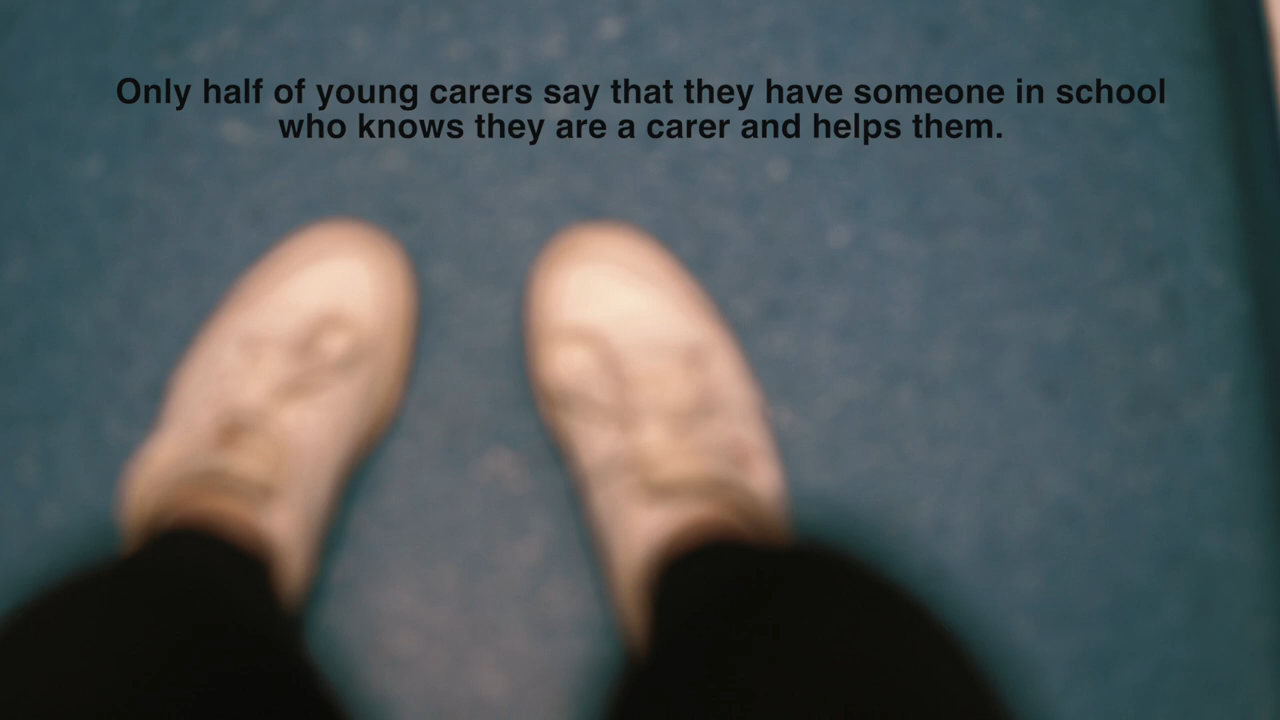 Only half of young carers say that they have someone in school
who knows they are a carer and helps them.